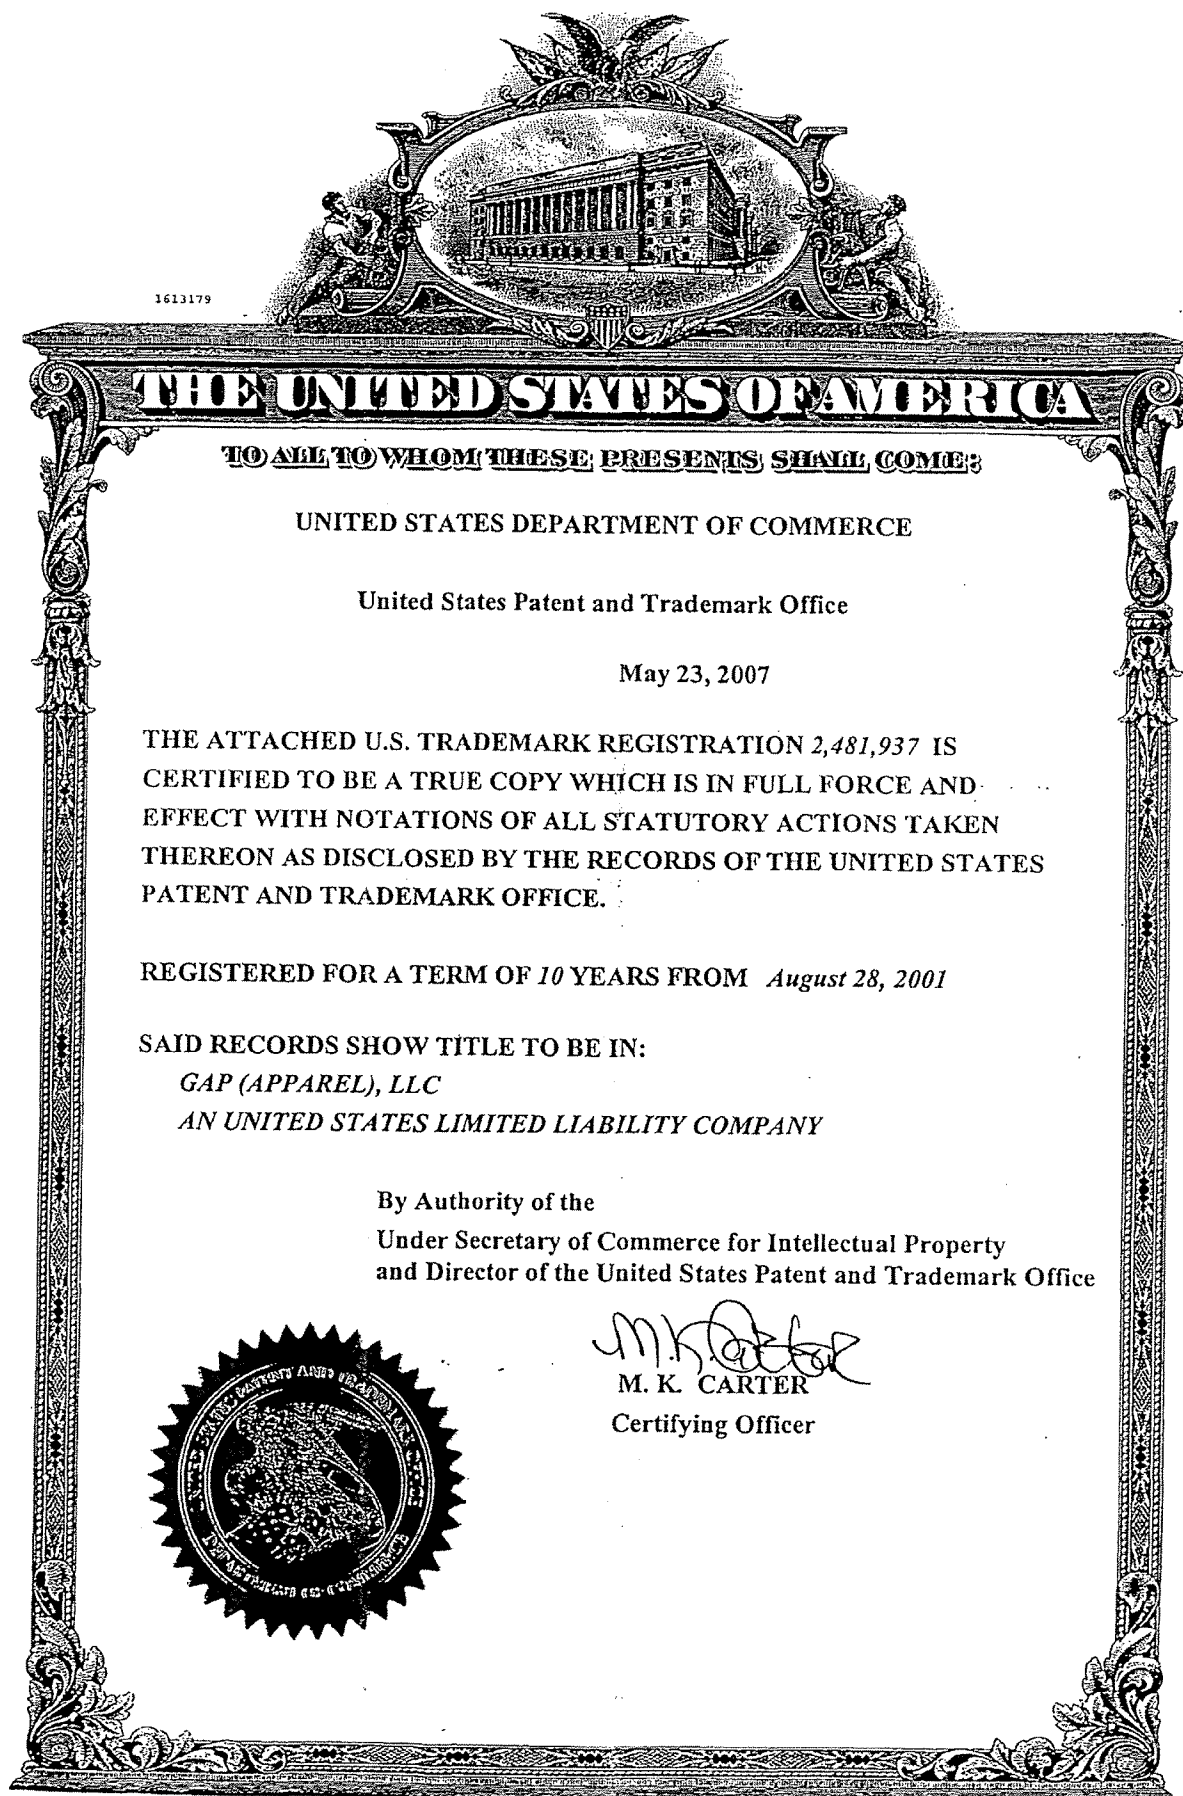 1613179
THE UNITED STATES OF AMERICA
TO ALL TO WHOM THESE PRESENTS SHALL COME:
UNITED STATES DEPARTMENT OF COMMERCE
United States Patent and Trademark Office
May 23, 2007
THE ATTACHED U.S. TRADEMARK REGISTRATION 2,481,937 IS
CERTIFIED TO BE A TRUE COPY WHICH IS IN FULL FORCE AND
EFFECT WITH NOTATIONS OF ALL STATUTORY ACTIONS TAKEN
THEREON AS DISCLOSED BY THE RECORDS OF THE UNITED STATES
PATENT AND TRADEMARK OFFICE.
REGISTERED FOR A TERM OF 10 YEARS FROM August 28, 2001
SAID RECORDS SHOW TITLE TO BE IN:
GAP (APPAREL), LLC
AN UNITED STATES LIMITED LIABILITY COMPANY
By Authority of the
Under Secretary of Commerce for Intellectual Property
and Director of the United States Patent and Trademark Office
M. K. Carter
M. K. CARTER
Certifying Officer
PATENT AND TRADEMARK